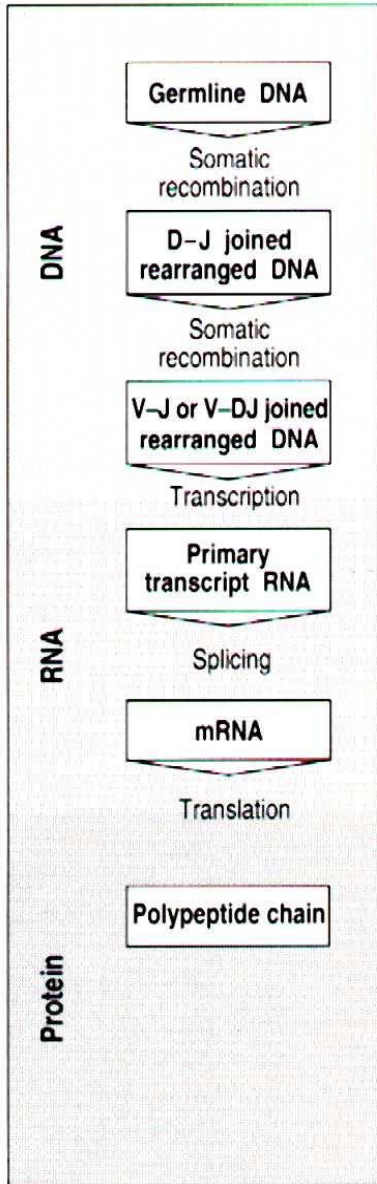 Germline DNA
Somatic
recombination
DNA
D–J joined
rearranged DNA
Somatic
recombination
V–J or V–DJ joined
rearranged DNA
Transcription
Primary
transcript RNA
RNA
Splicing
mRNA
Translation
Polypeptide chain
Protein